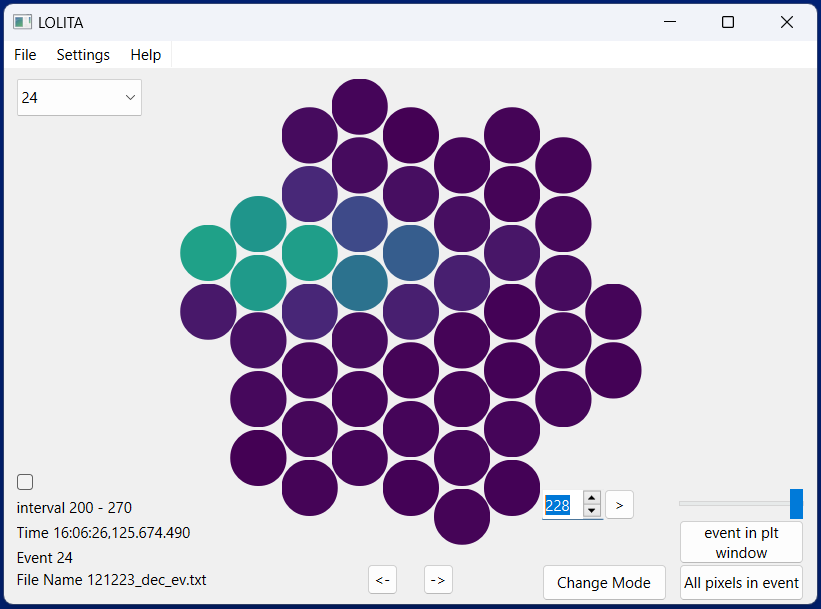 LOLITA
File Settings Help
24
228
>
interval 200 - 270
Time 16:06:26,125.674.490
Event 24
File Name 121223_dec_ev.txt
<-
->
Change Mode
event in plt
window
All pixels in event